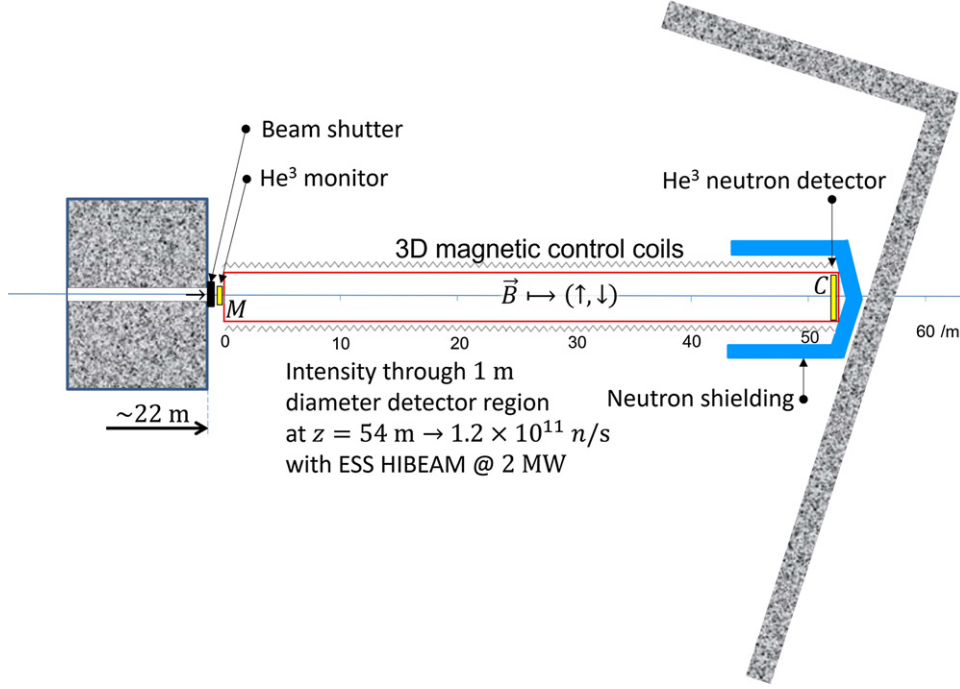 Beam shutter
He³ monitor
He³ neutron detector
3D magnetic control coils
B⃗ ↦ (↑,↓)
C
M
0 10 20 30 40 50 60 /m
Intensity through 1 m
diameter detector region
at z = 54 m → 1.2 × 10¹¹ n/s
with ESS HIBEAM @ 2 MW
Neutron shielding
~22 m